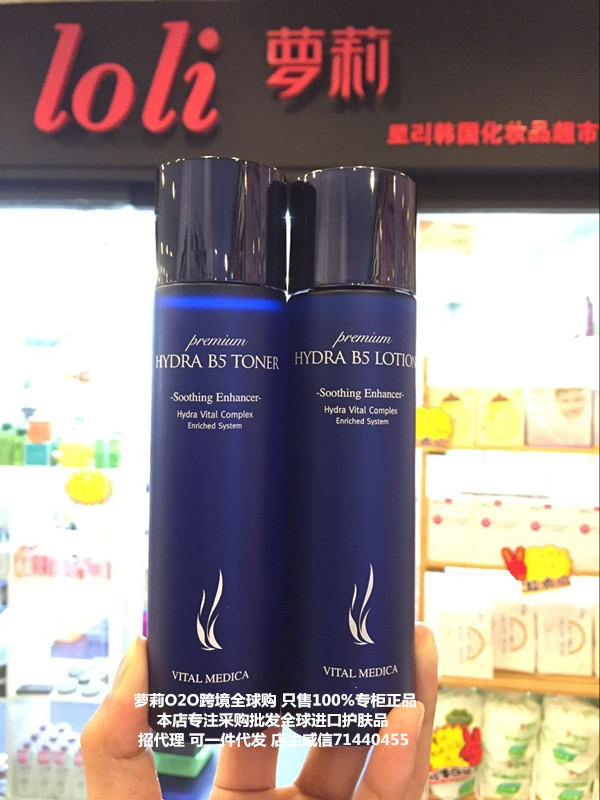 loli 萝莉
로리韩国化妆品超市
premium
HYDRA B5 TONER
-Soothing Enhancer-
Hydra Vital Complex
Enriched System
VITAL MEDICA
premium
HYDRA B5 LOTION
-Soothing Enhancer-
Hydra Vital Complex
Enriched System
VITAL MEDICA
萝莉O2O跨境全球购 只售100%专柜正品
本店专注采购批发全球进口护肤品
招代理 可一件代发 店主威信71440455